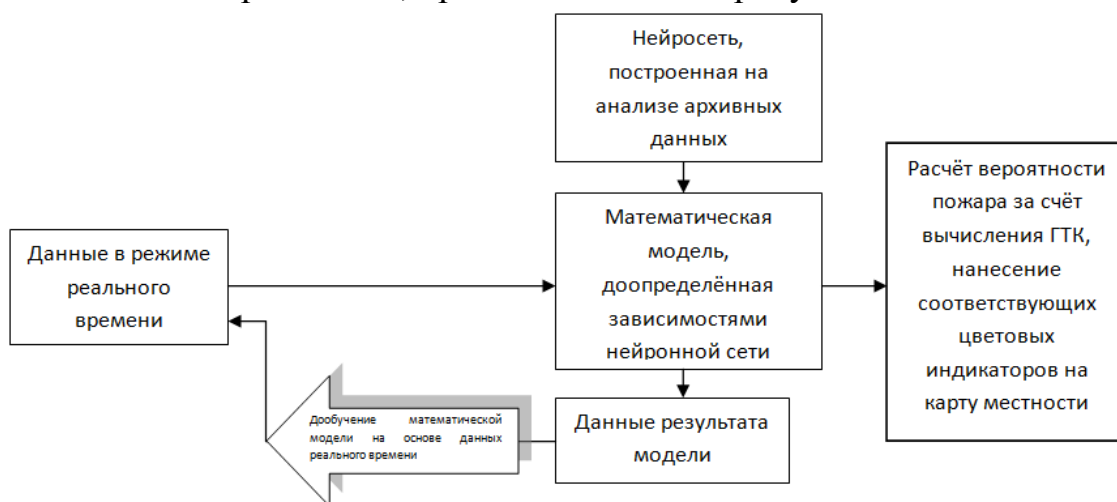 Нейросеть,
построенная на
анализе архивных
данных
Расчёт вероятности
пожара за счёт
вычисления ГТК,
нанесение
соответствующих
цветовых
индикаторов на
карту местности
Математическая
модель,
доопределённая
зависимостями
нейронной сети
Данные в режиме
реального
времени
Дообучение математической
модели на основе данных
реального времени
Данные результата
модели